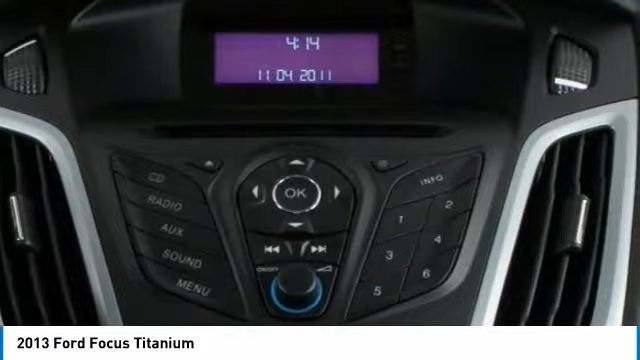 4:14
11 04 2011
CD
RADIO
AUX
SOUND
MENU
OK
ON/OFF
INFO
1
2
3
4
5
6
2013 Ford Focus Titanium